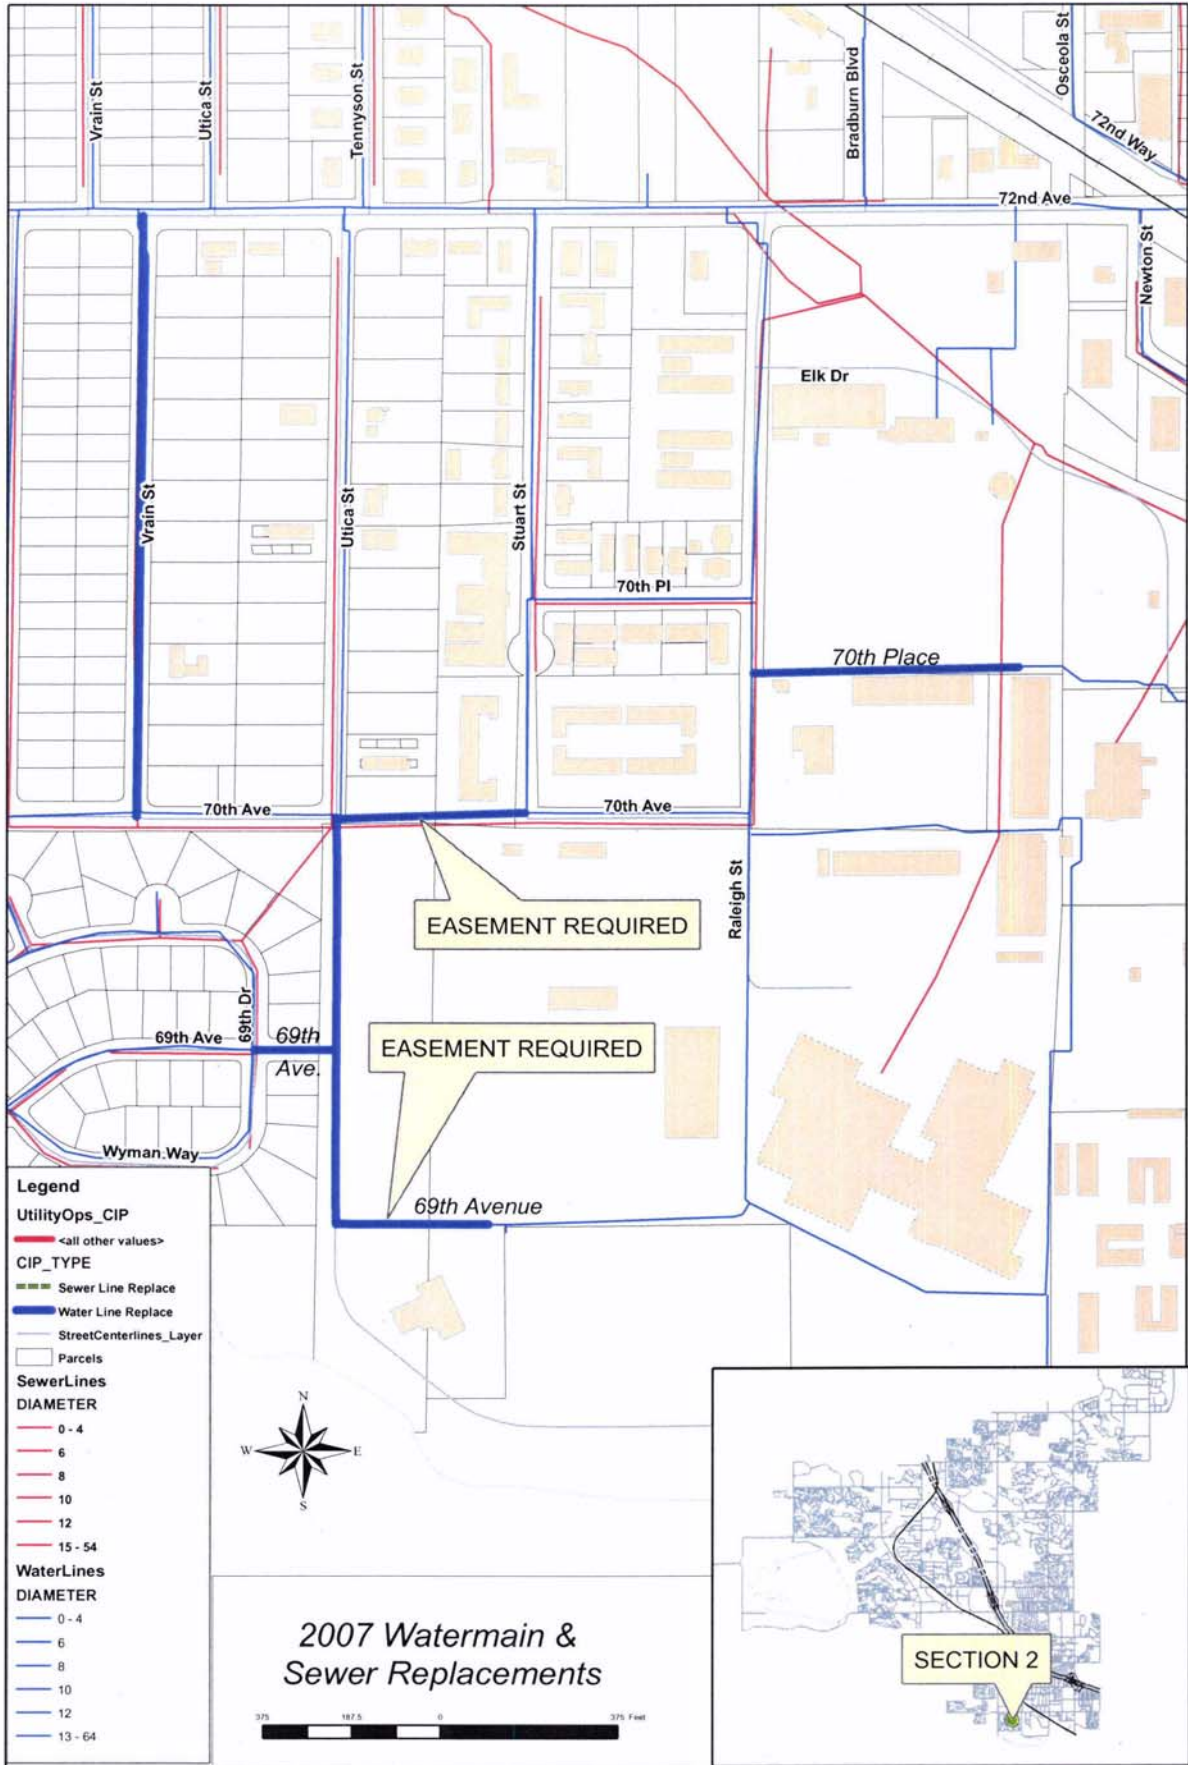 Vrain St
Utica St
Tennyson St
Bradburn Blvd
Osceola St
72nd Way
72nd Ave
Newton St
Elk Dr
Vrain St
Utica St
Stuart St
70th Pl
70th Place
70th Ave
70th Ave
Raleigh St
EASEMENT REQUIRED
69th Dr
69th Ave
69th
Ave.
EASEMENT REQUIRED
Wyman Way
69th Avenue
Legend
UtilityOps_CIP
<all other values>
CIP_TYPE
Sewer Line Replace
Water Line Replace
StreetCenterlines_Layer
Parcels
SewerLines
DIAMETER
0 - 4
6
8
10
12
15 - 54
WaterLines
DIAMETER
0 - 4
6
8
10
12
13 - 64
N
W
E
S
2007 Watermain &
Sewer Replacements
375 187.5 0 375 Feet
SECTION 2